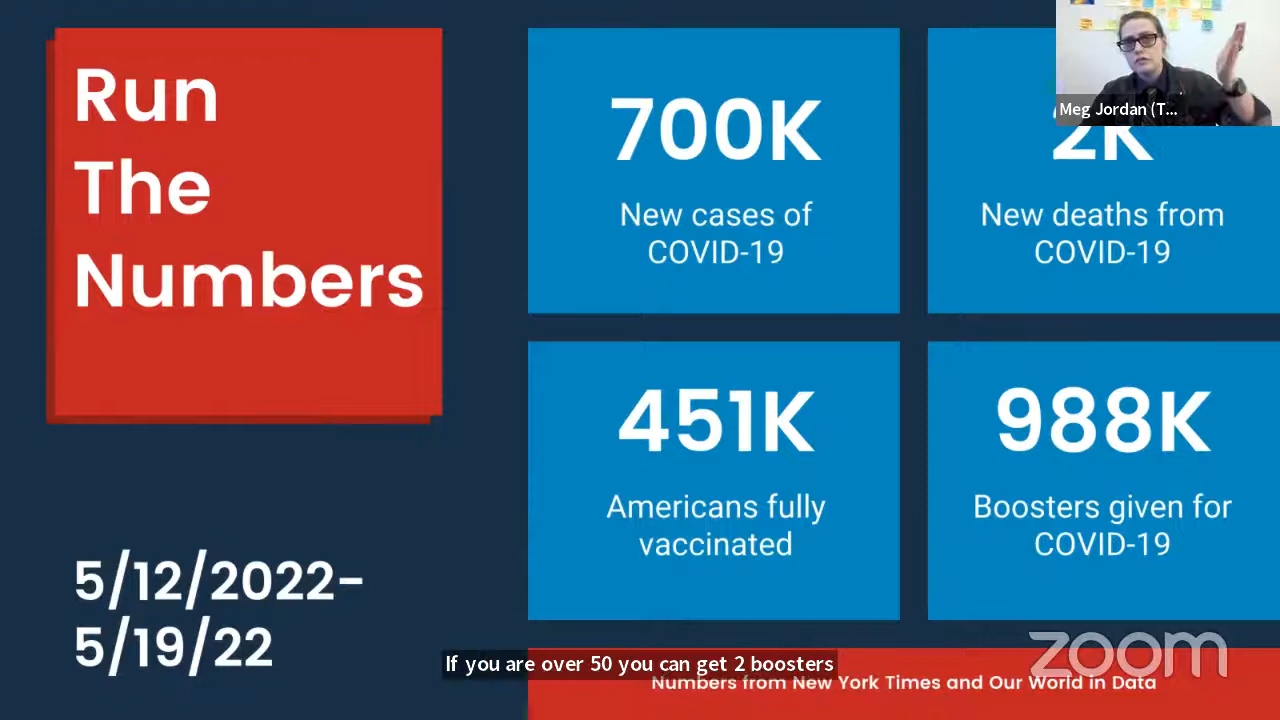 Run
The
Numbers
5/12/2022-
5/19/22
700K
New cases of
COVID-19
2K
New deaths from
COVID-19
451K
Americans fully
vaccinated
988K
Boosters given for
COVID-19
Meg Jordan (T...
If you are over 50 you can get 2 boosters
Numbers from New York Times and Our World in Data
zoom